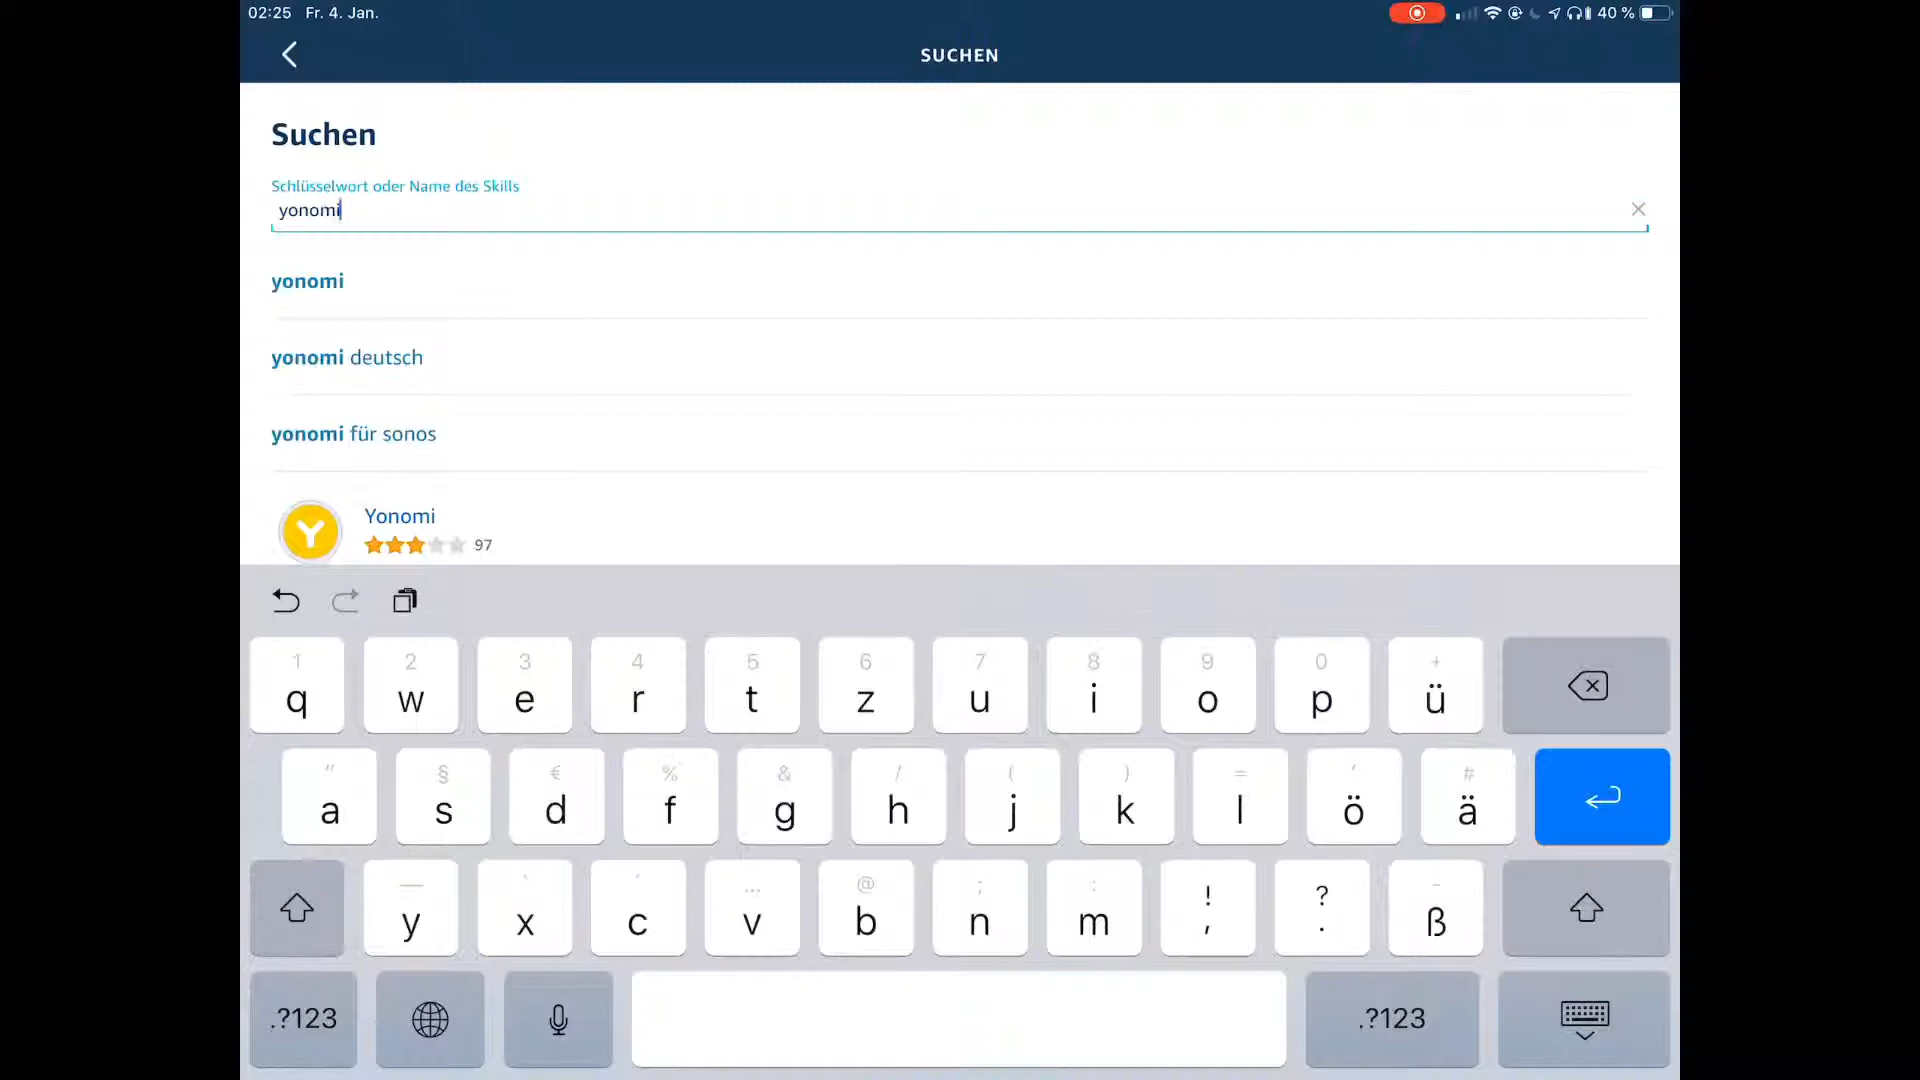 02:25 Fr. 4. Jan.
40 %
SUCHEN
Suchen
Schlüsselwort oder Name des Skills
yonomi
yonomi
yonomi deutsch
yonomi für sonos
Y
Yonomi
97
1 2 3 4 5 6 7 8 9 0 +
q w e r t z u i o p ü
" § € % & / ( ) = ' #
a s d f g h j k l ö ä
— ` ´ ... @ ; : ! ? -
y x c v b n m , . ß
.?123 .?123